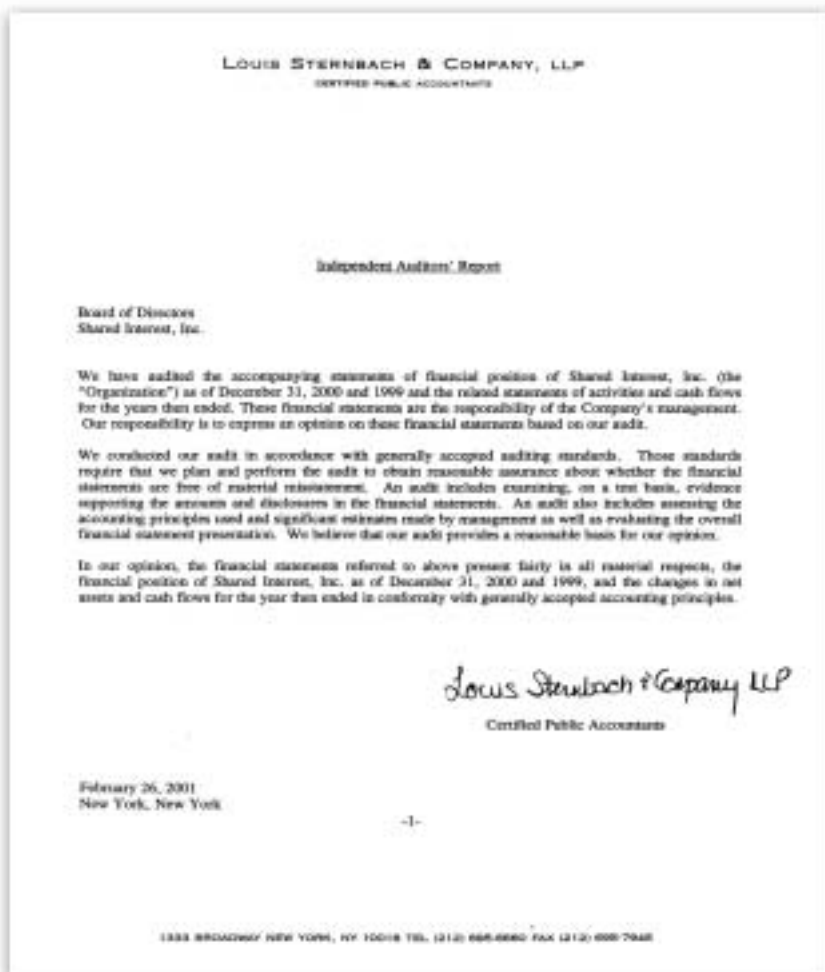 LOUIS STERNBACH & COMPANY, LLP
CERTIFIED PUBLIC ACCOUNTANTS
Independent Auditors' Report
Board of Directors
Shared Interest, Inc.
We have audited the accompanying statements of financial position of Shared Interest, Inc. (the
"Organization") as of December 31, 2000 and 1999 and the related statements of activities and cash flows
for the years then ended. These financial statements are the responsibility of the Company's management.
Our responsibility is to express an opinion on these financial statements based on our audit.
We conducted our audit in accordance with generally accepted auditing standards. Those standards
require that we plan and perform the audit to obtain reasonable assurance about whether the financial
statements are free of material misstatement. An audit includes examining, on a test basis, evidence
supporting the amounts and disclosures in the financial statements. An audit also includes assessing the
accounting principles used and significant estimates made by management as well as evaluating the overall
financial statement presentation. We believe that our audit provides a reasonable basis for our opinion.
In our opinion, the financial statements referred to above present fairly in all material respects, the
financial position of Shared Interest, Inc. as of December 31, 2000 and 1999, and the changes in net
assets and cash flows for the year then ended in conformity with generally accepted accounting principles.
Louis Sternbach & Company LLP
Certified Public Accountants
February 26, 2001
New York, New York
-1-
1333 BROADWAY NEW YORK, NY 10018 TEL. (212) FAX (212)